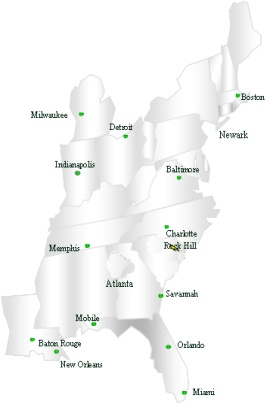 Boston
Milwaukee
Detroit
Newark
Indianapolis
Baltimore
Charlotte
Rock Hill
Memphis
Atlanta
Savannah
Mobile
Baton Rouge
Orlando
New Orleans
Miami